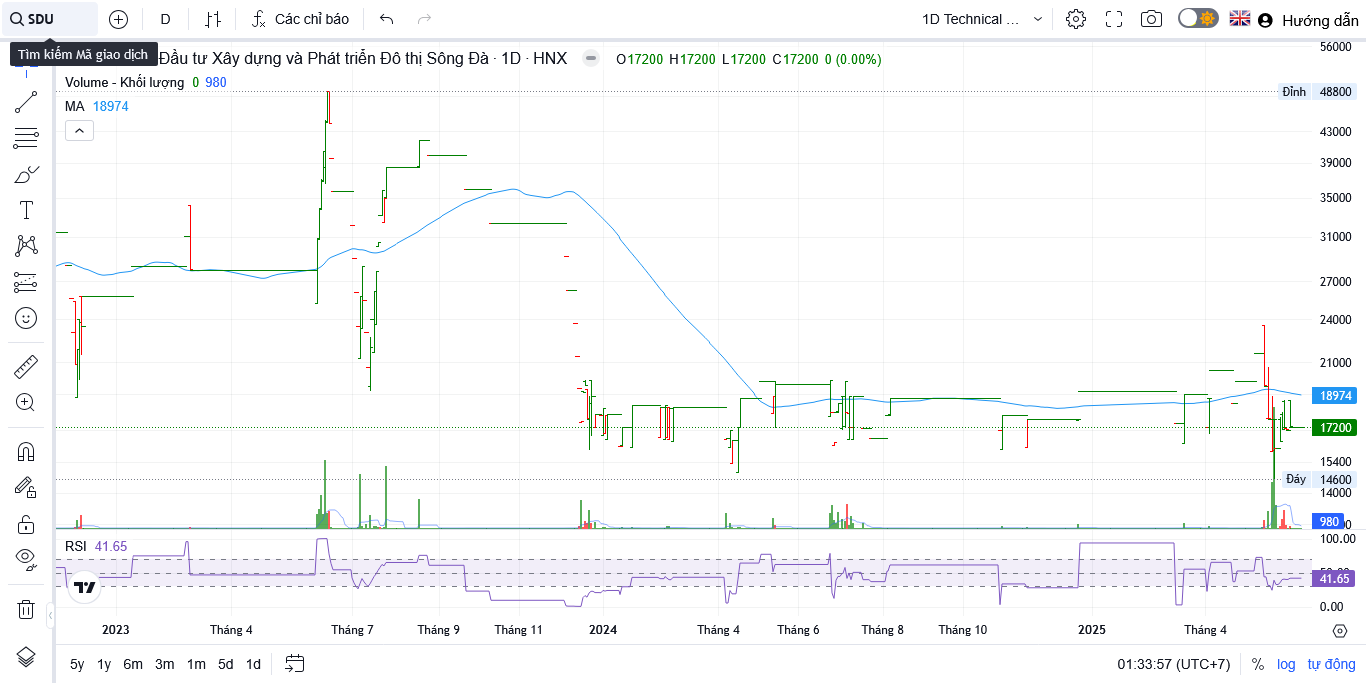 SDU
D
Các chỉ báo
1D Technical ...
Hướng dẫn
Tìm kiếm Mã giao dịch
Đầu tư Xây dựng và Phát triển Đô thị Sông Đà · 1D · HNX
O17200 H17200 L17200 C17200 0 (0.00%)
Volume - Khối lượng 0 980
MA 18974
56000
Đỉnh 48800
43000
39000
35000
31000
27000
24000
21000
18974
17200
15400
Đáy 14600
14000
980
RSI 41.65
100.00
41.65
0.00
2023 Tháng 4 Tháng 7 Tháng 9 Tháng 11 2024 Tháng 4 Tháng 6 Tháng 8 Tháng 10 2025 Tháng 4
5y 1y 6m 3m 1m 5d 1d
01:33:57 (UTC+7) % log tự động